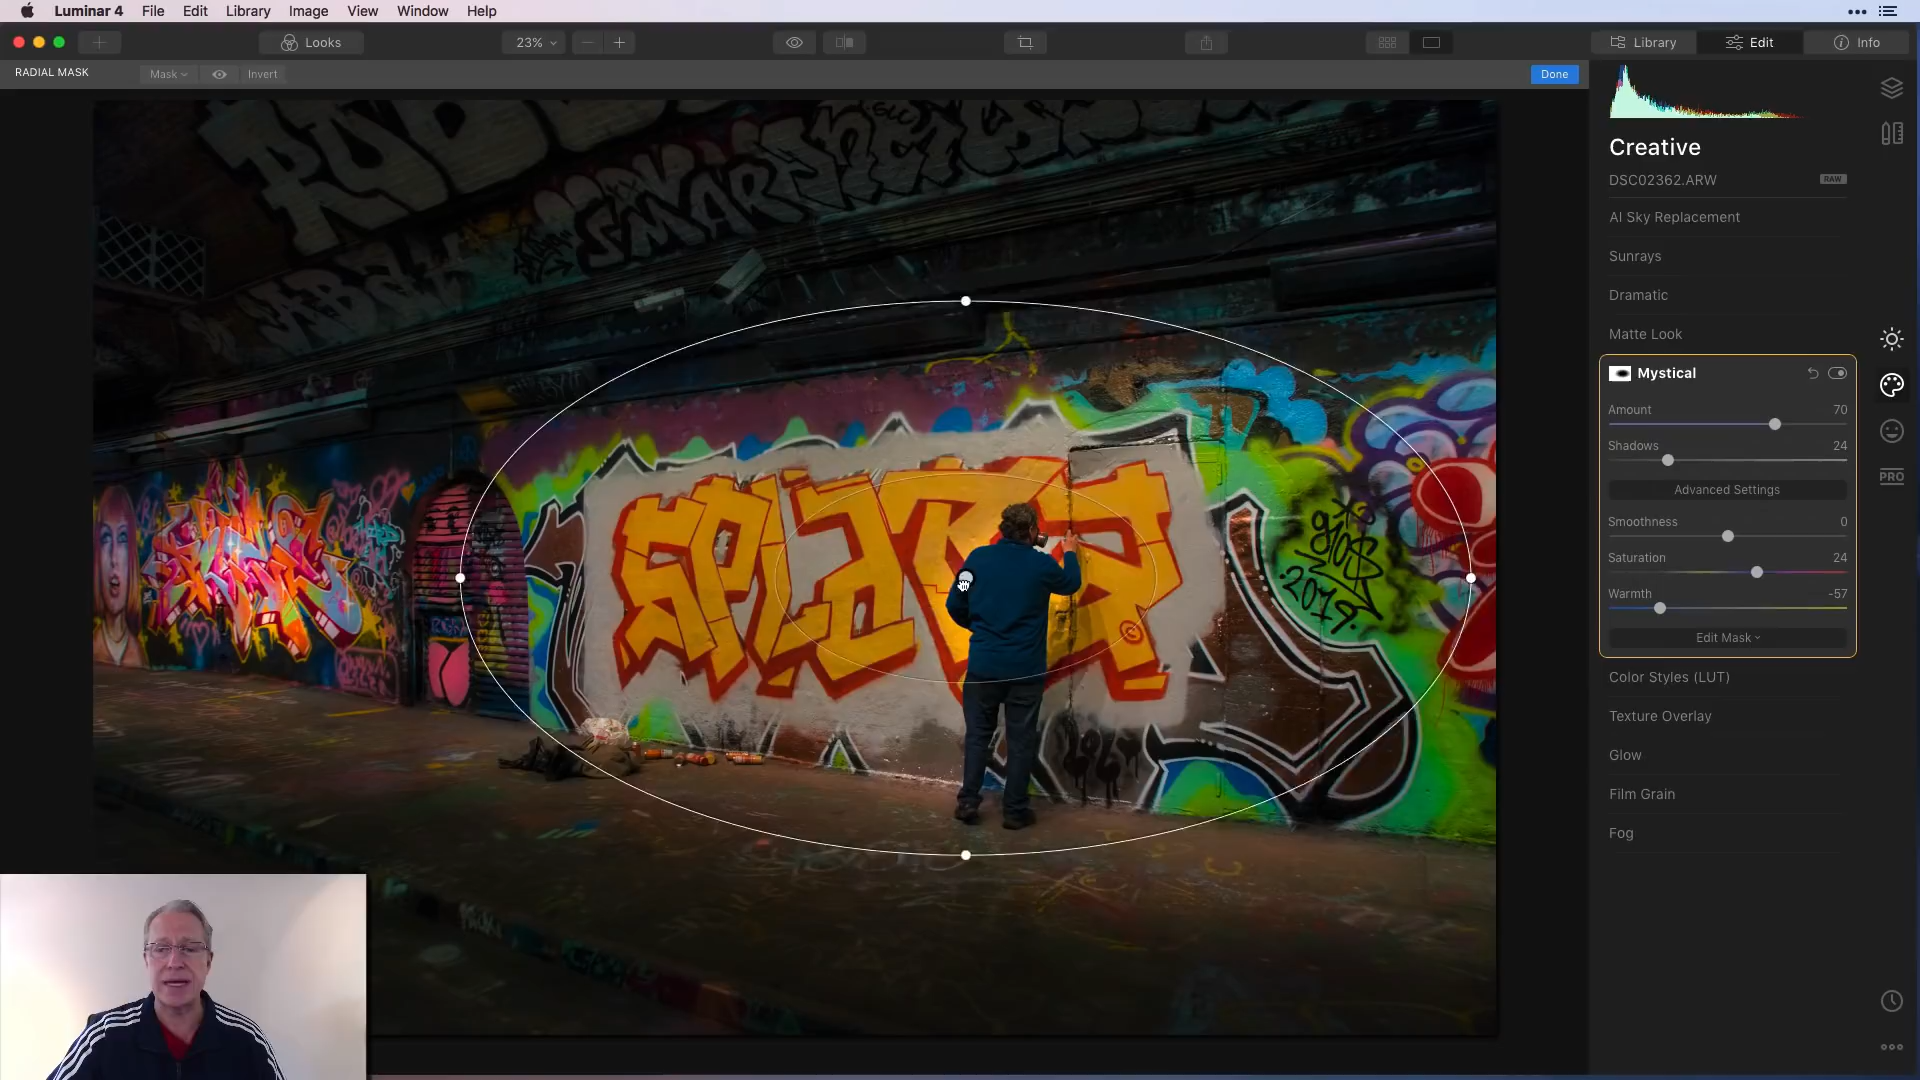 Luminar 4 File Edit Library Image View Window Help
Looks 23% Library Edit Info
RADIAL MASK Mask Invert Done
Creative
DSC02362.ARW RAW
AI Sky Replacement
Sunrays
Dramatic
Matte Look
Mystical
Amount 70
Shadows 24
Advanced Settings
Smoothness 0
Saturation 24
Warmth -57
Edit Mask
Color Styles (LUT)
Texture Overlay
Glow
Film Grain
Fog
PRO
2019